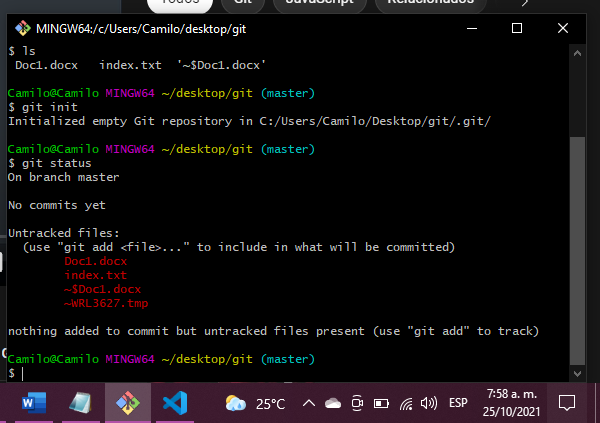 Todos Git JavaScript Relacionados
MINGW64:/c/Users/Camilo/desktop/git
$ ls
Doc1.docx index.txt '~$Doc1.docx'
Camilo@Camilo MINGW64 ~/desktop/git (master)
$ git init
Initialized empty Git repository in C:/Users/Camilo/Desktop/git/.git/
Camilo@Camilo MINGW64 ~/desktop/git (master)
$ git status
On branch master
No commits yet
Untracked files:
(use "git add <file>..." to include in what will be committed)
Doc1.docx
index.txt
~$Doc1.docx
~WRL3627.tmp
nothing added to commit but untracked files present (use "git add" to track)
Camilo@Camilo MINGW64 ~/desktop/git (master)
$
25°C ESP 7:58 a. m.
25/10/2021